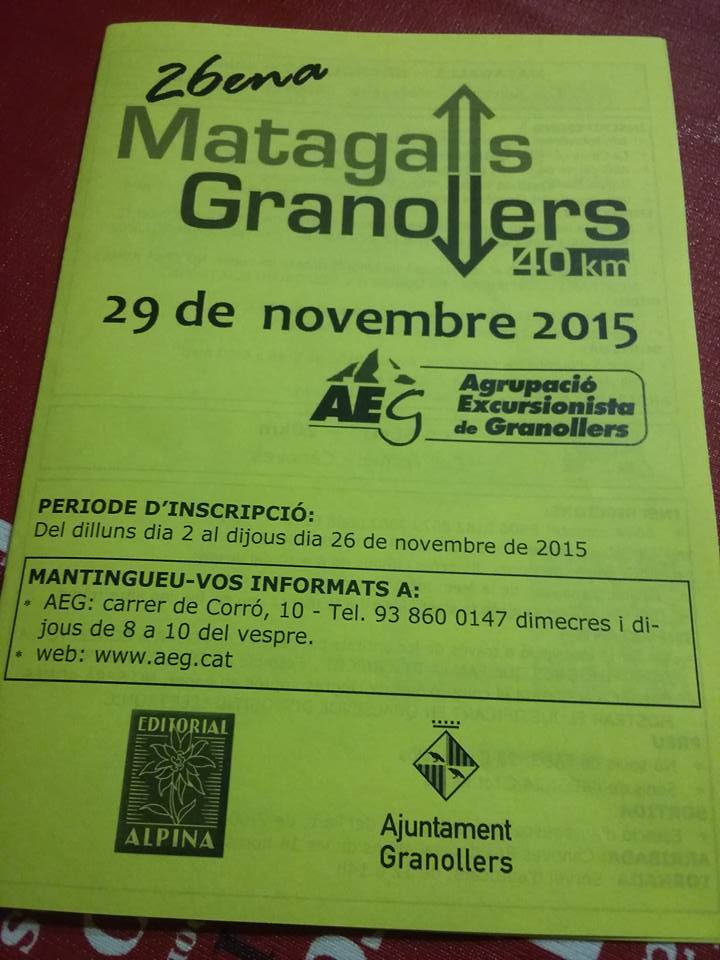 26ena
Matagalls
Granollers
40 km
29 de novembre 2015
AEG Agrupació
Excursionista
de Granollers
PERIODE D'INSCRIPCIÓ:
Del dilluns dia 2 al dijous dia 26 de novembre de 2015
MANTINGUEU-VOS INFORMATS A:
* AEG: carrer de Corró, 10 - Tel. 93 860 0147 dimecres i di-
jous de 8 a 10 del vespre.
* web: www.aeg.cat
EDITORIAL
ALPINA
Ajuntament
Granollers